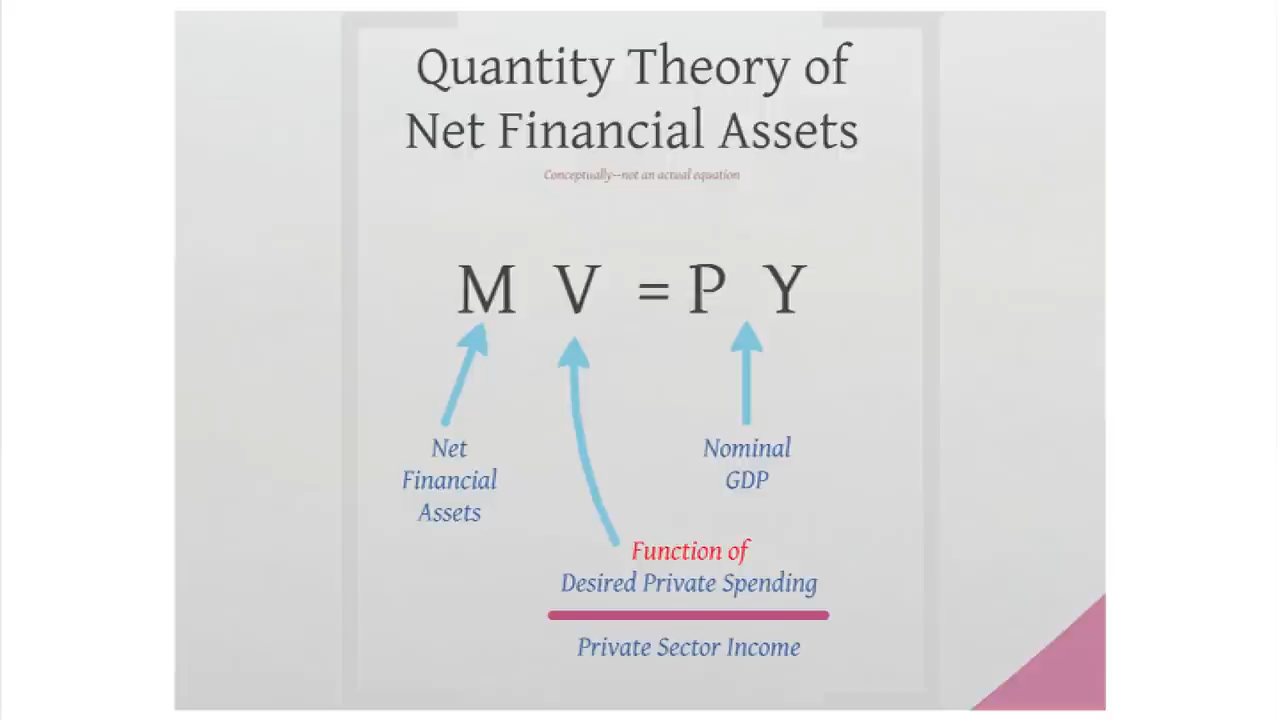 Quantity Theory of
Net Financial Assets
Conceptually—not an actual equation
M V = P Y
Net
Financial
Assets
Nominal
GDP
Function of
Desired Private Spending
Private Sector Income